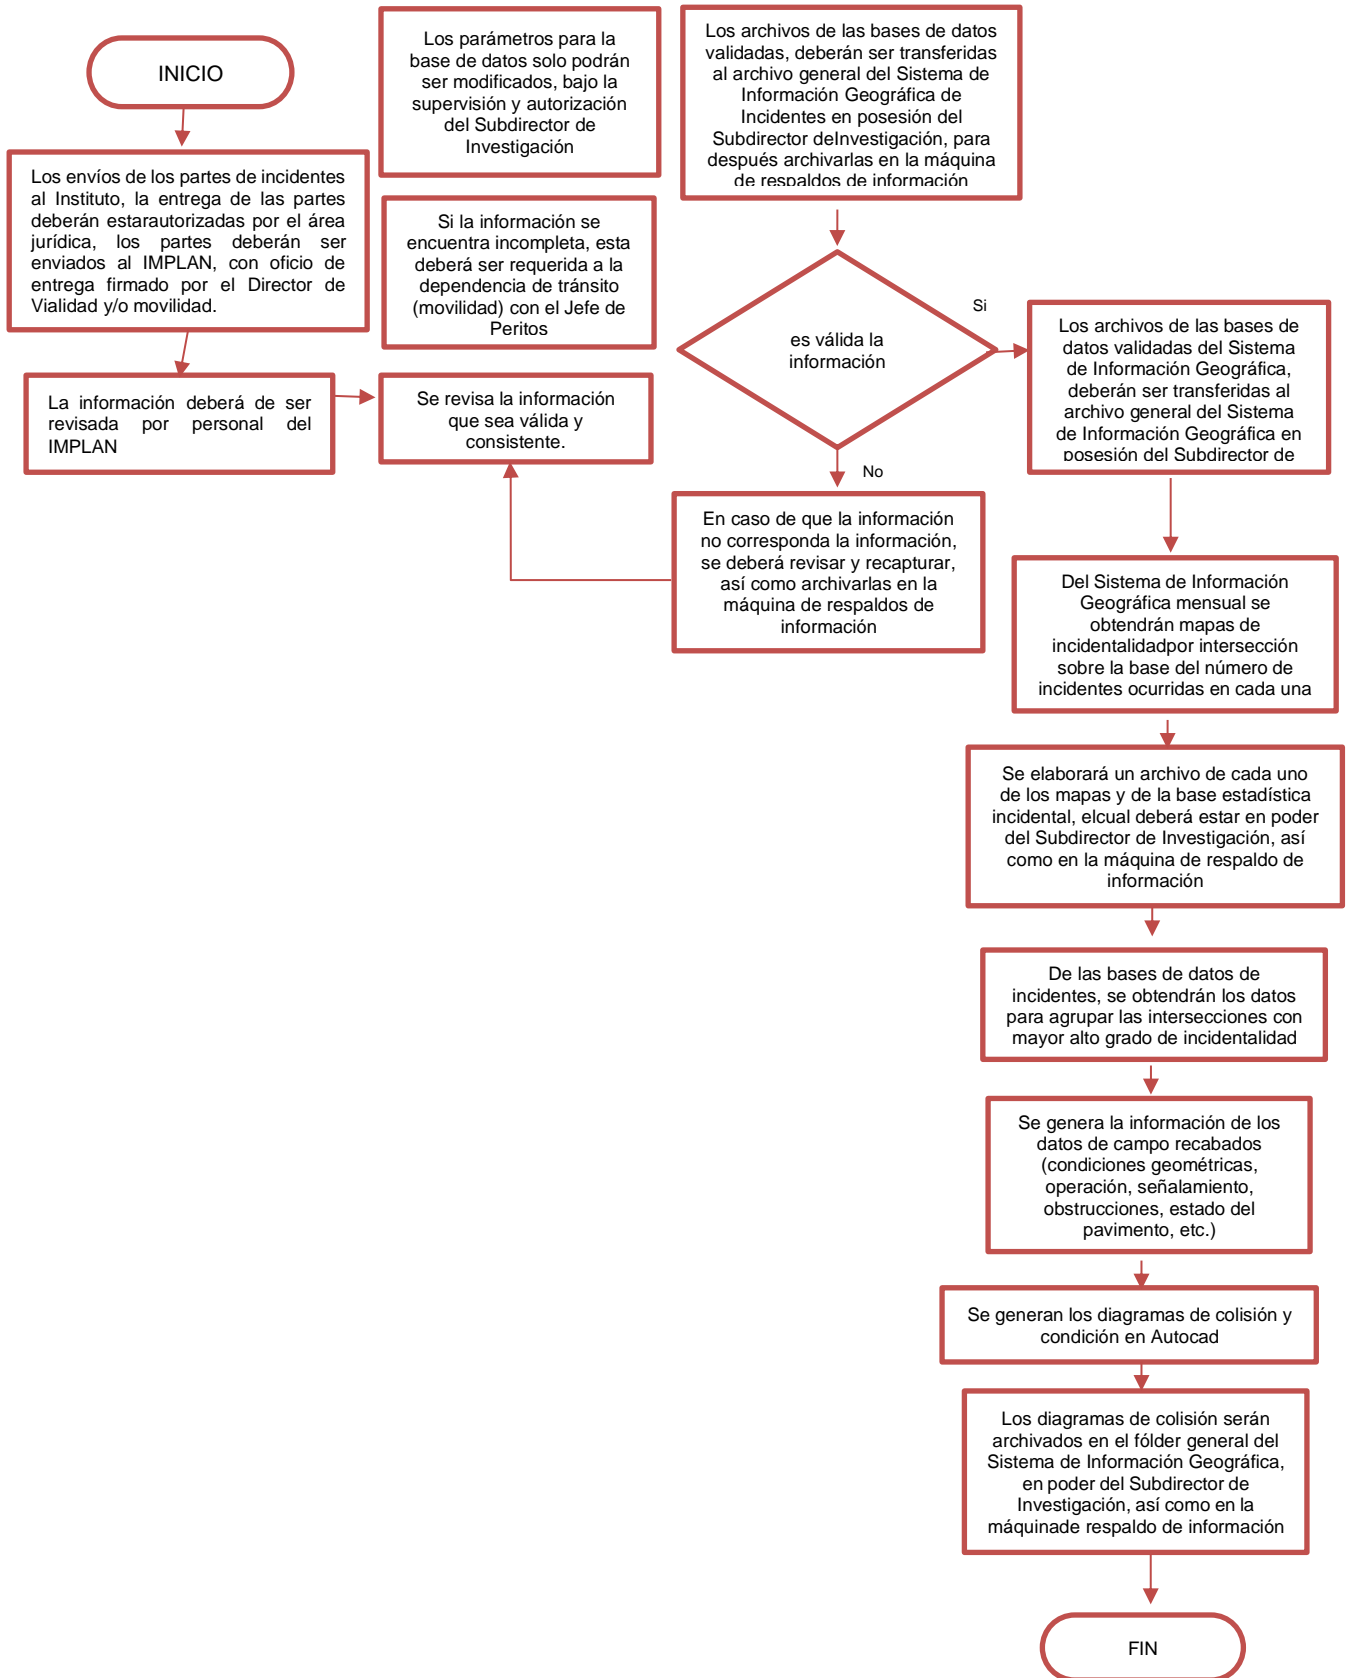 INICIO
Los envíos de los partes de incidentes
al Instituto, la entrega de las partes
deberán estarautorizadas por el área
jurídica, los partes deberán ser
enviados al IMPLAN, con oficio de
entrega firmado por el Director de
Vialidad y/o movilidad.
La información deberá de ser
revisada por personal del
IMPLAN
Los parámetros para la
base de datos solo podrán
ser modificados, bajo la
supervisión y autorización
del Subdirector de
Investigación
Si la información se
encuentra incompleta, esta
deberá ser requerida a la
dependencia de tránsito
(movilidad) con el Jefe de
Peritos
Se revisa la información
que sea válida y
consistente.
Los archivos de las bases de datos
validadas, deberán ser transferidas
al archivo general del Sistema de
Información Geográfica de
Incidentes en posesión del
Subdirector deInvestigación, para
después archivarlas en la máquina
de respaldos de información
es válida la
información
Si
No
En caso de que la información
no corresponda la información,
se deberá revisar y recapturar,
así como archivarlas en la
máquina de respaldos de
información
Los archivos de las bases de
datos validadas del Sistema
de Información Geográfica,
deberán ser transferidas al
archivo general del Sistema
de Información Geográfica en
posesión del Subdirector de
Del Sistema de Información
Geográfica mensual se
obtendrán mapas de
incidentalidadpor intersección
sobre la base del número de
incidentes ocurridas en cada una
Se elaborará un archivo de cada uno
de los mapas y de la base estadística
incidental, elcual deberá estar en poder
del Subdirector de Investigación, así
como en la máquina de respaldo de
información
De las bases de datos de
incidentes, se obtendrán los datos
para agrupar las intersecciones con
mayor alto grado de incidentalidad
Se genera la información de los
datos de campo recabados
(condiciones geométricas,
operación, señalamiento,
obstrucciones, estado del
pavimento, etc.)
Se generan los diagramas de colisión y
condición en Autocad
Los diagramas de colisión serán
archivados en el fólder general del
Sistema de Información Geográfica,
en poder del Subdirector de
Investigación, así como en la
máquinade respaldo de información
FIN